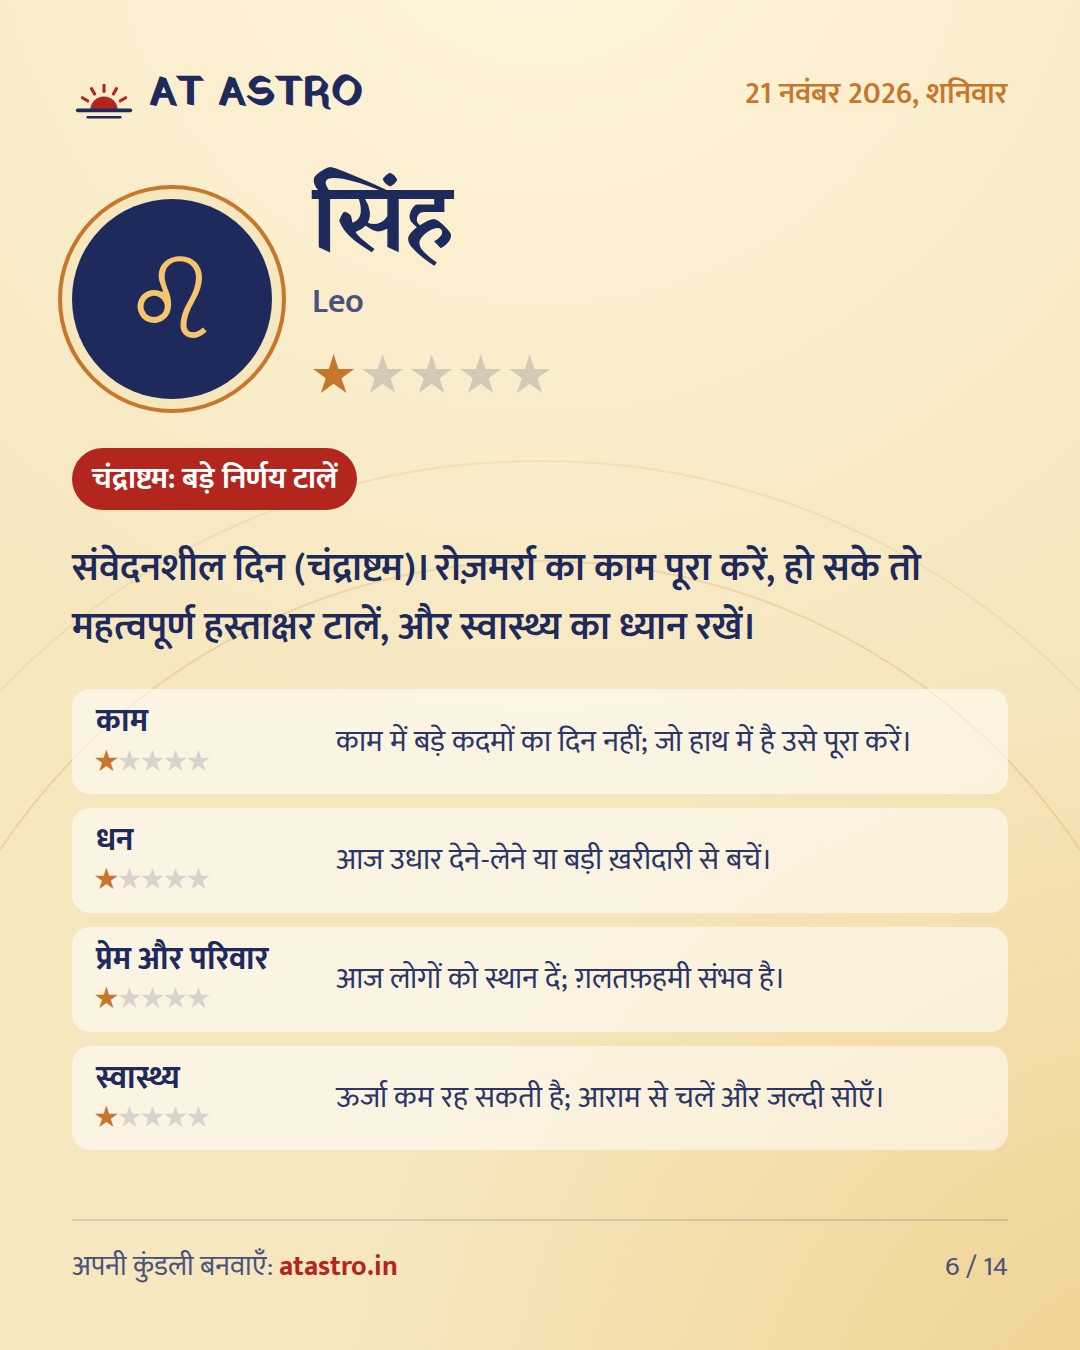 AT ASTRO
21 नवंबर 2026, शनिवार
सिंह
Leo
चंद्राष्टम: बड़े निर्णय टालें
संवेदनशील दिन (चंद्राष्टम)। रोज़मर्रा का काम पूरा करें, हो सके तो
महत्वपूर्ण हस्ताक्षर टालें, और स्वास्थ्य का ध्यान रखें।
काम
काम में बड़े कदमों का दिन नहीं; जो हाथ में है उसे पूरा करें।
धन
आज उधार देने-लेने या बड़ी ख़रीदारी से बचें।
प्रेम और परिवार
आज लोगों को स्थान दें; ग़लतफ़हमी संभव है।
स्वास्थ्य
ऊर्जा कम रह सकती है; आराम से चलें और जल्दी सोएँ।
अपनी कुंडली बनवाएँ: atastro.in
6 / 14